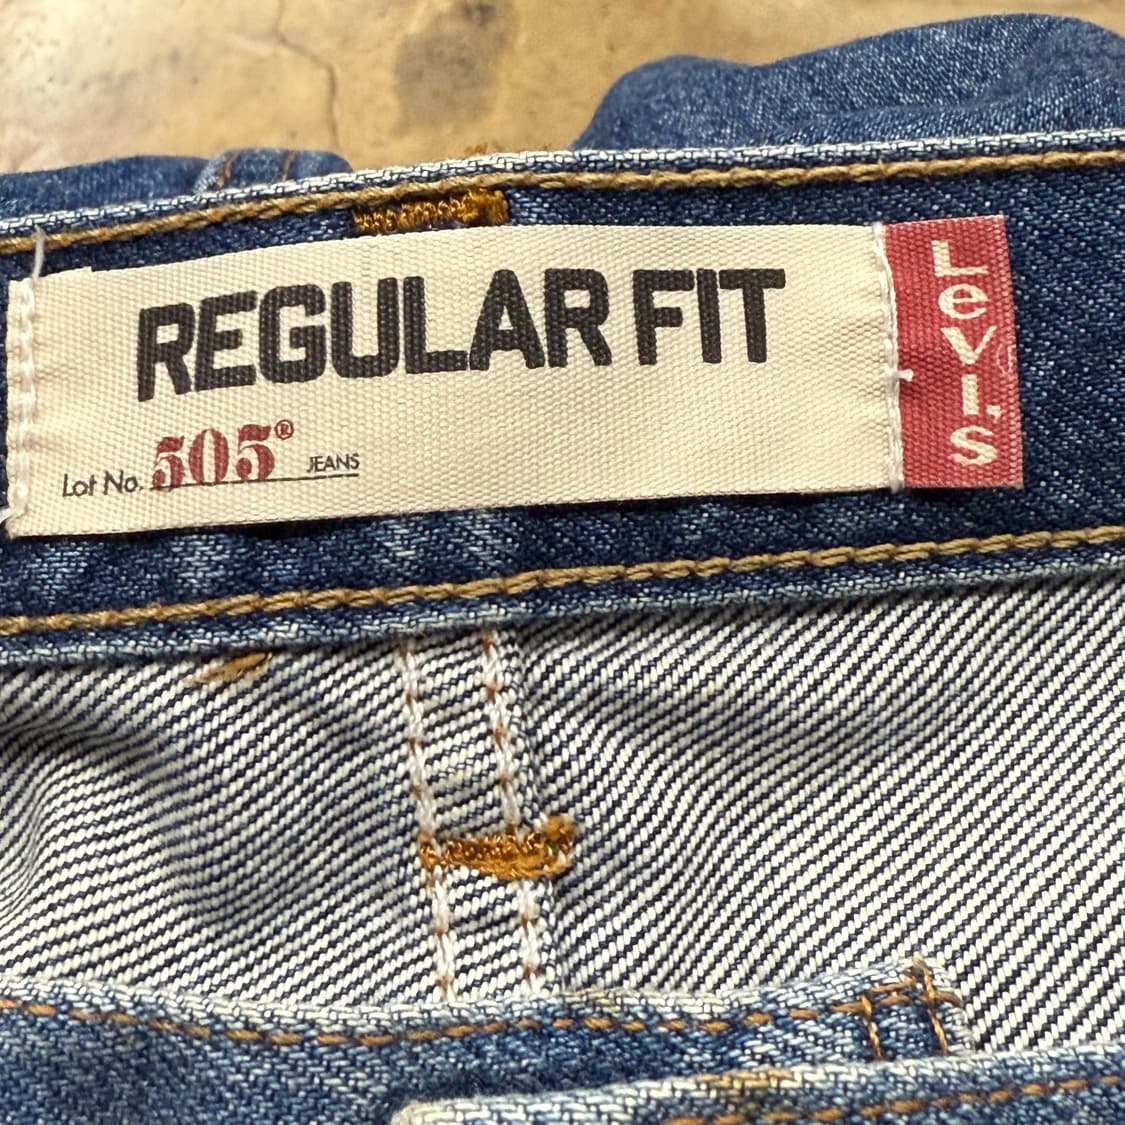 REGULAR FIT
Lot No. 505® JEANS
LeVI'S